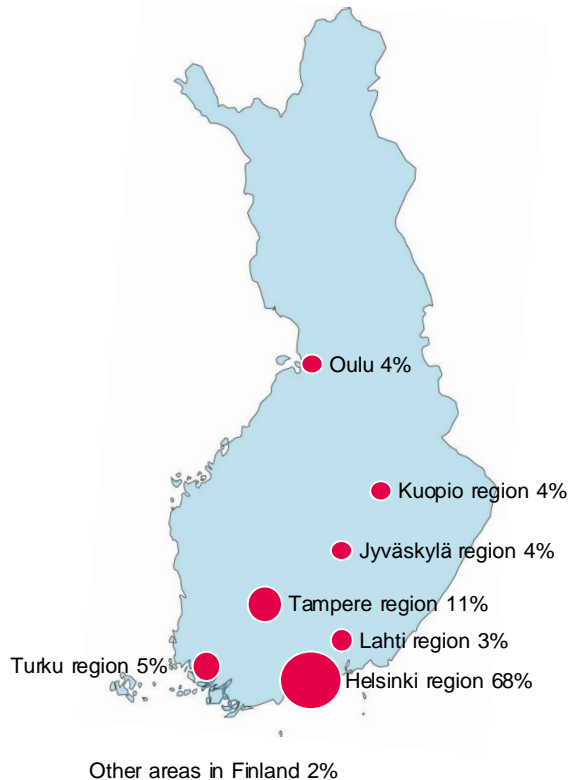 Oulu 4%
Kuopio region 4%
Jyväskylä region 4%
Tampere region 11%
Lahti region 3%
Turku region 5%
Helsinki region 68%
Other areas in Finland 2%